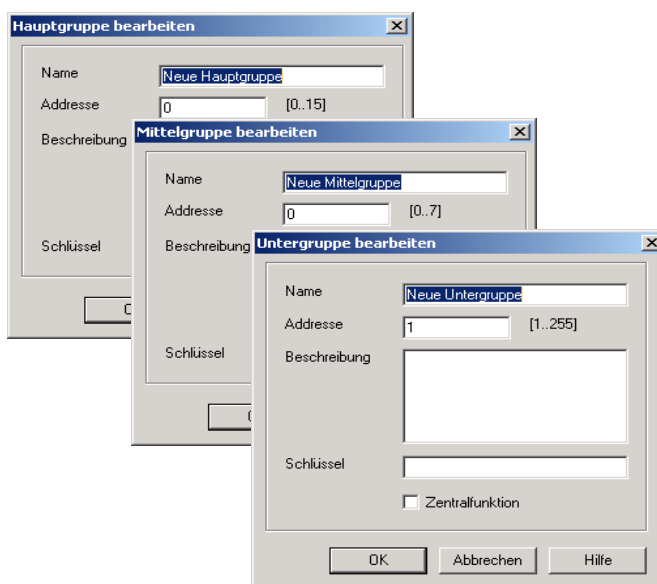 Hauptgruppe bearbeiten
Name Neue Hauptgruppe
Addresse 0 [0..15]
Beschreibung
Schlüssel
Mittelgruppe bearbeiten
Name Neue Mittelgruppe
Addresse 0 [0..7]
Beschreibung
Schlüssel
Untergruppe bearbeiten
Name Neue Untergruppe
Addresse 1 [1..255]
Beschreibung
Schlüssel
Zentralfunktion
OK Abbrechen Hilfe